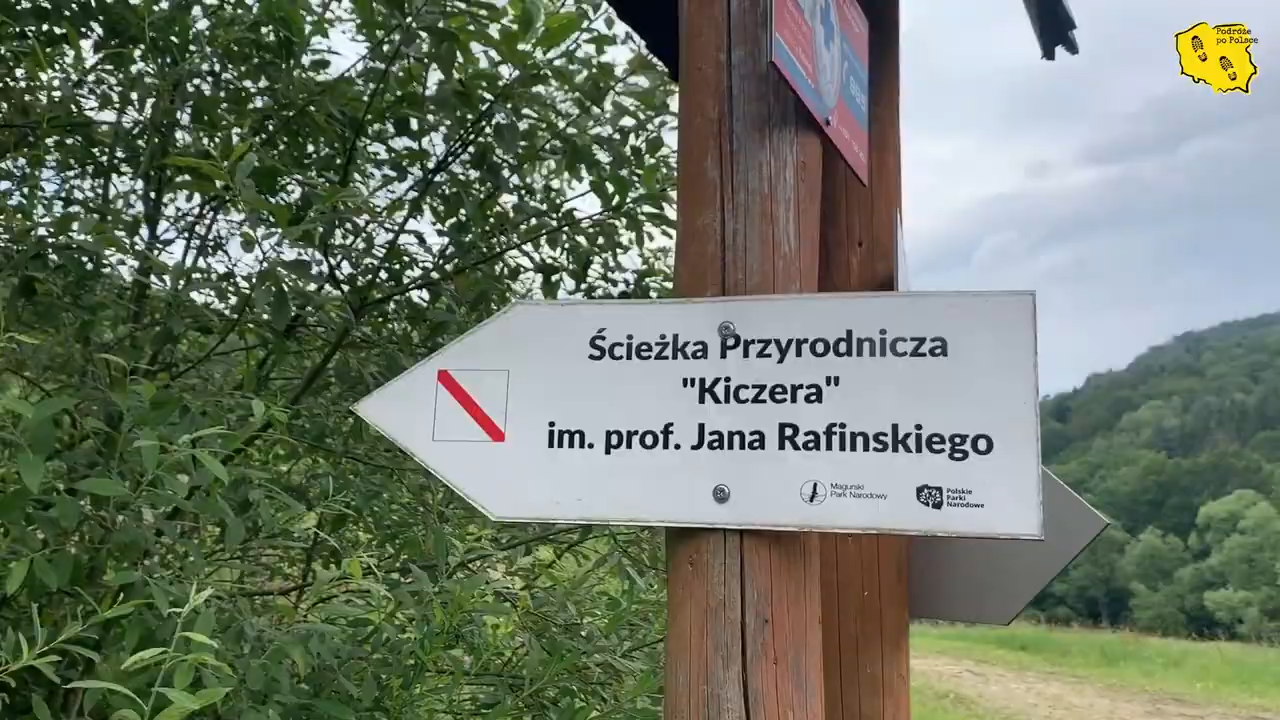 Podróże
po Polsce
Ścieżka Przyrodnicza
"Kiczera"
im. prof. Jana Rafinskiego
Magurski
Park Narodowy
Polskie
Parki
Narodowe